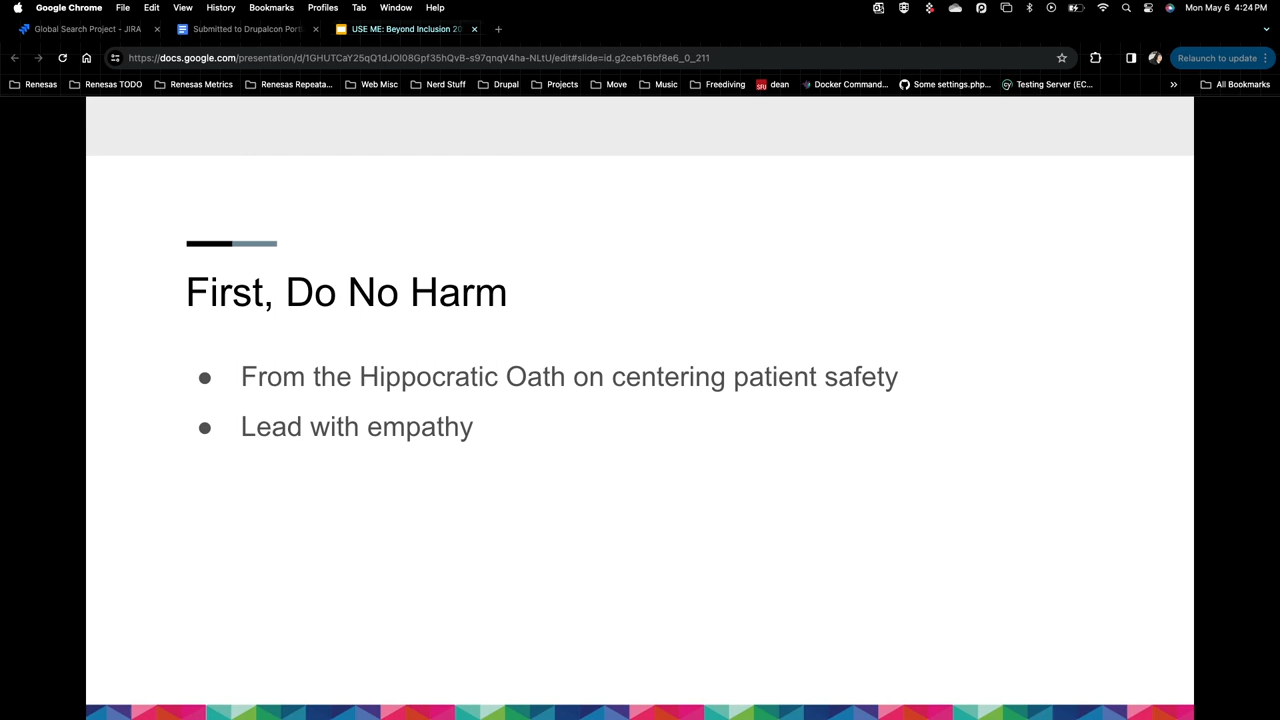 Google Chrome File Edit View History Bookmarks Profiles Tab Window Help Mon May 6 4:24 PM
Global Search Project - JIRA Submitted to Drupalcon Port USE ME: Beyond Inclusion 20
https://docs.google.com/presentation/d/1GHUTCaY25qQ1dJOI08Gpf35hQvB-s97qnqV4ha-NLtU/edit#slide=id.g2ceb16bf8e6_0_211 Relaunch to update
Renesas Renesas TODO Renesas Metrics Renesas Repeata... Web Misc Nerd Stuff Drupal Projects Move Music Freediving SFU dean Docker Command... Some settings.php... Testing Server (EC... » All Bookmarks
First, Do No Harm
● From the Hippocratic Oath on centering patient safety
● Lead with empathy